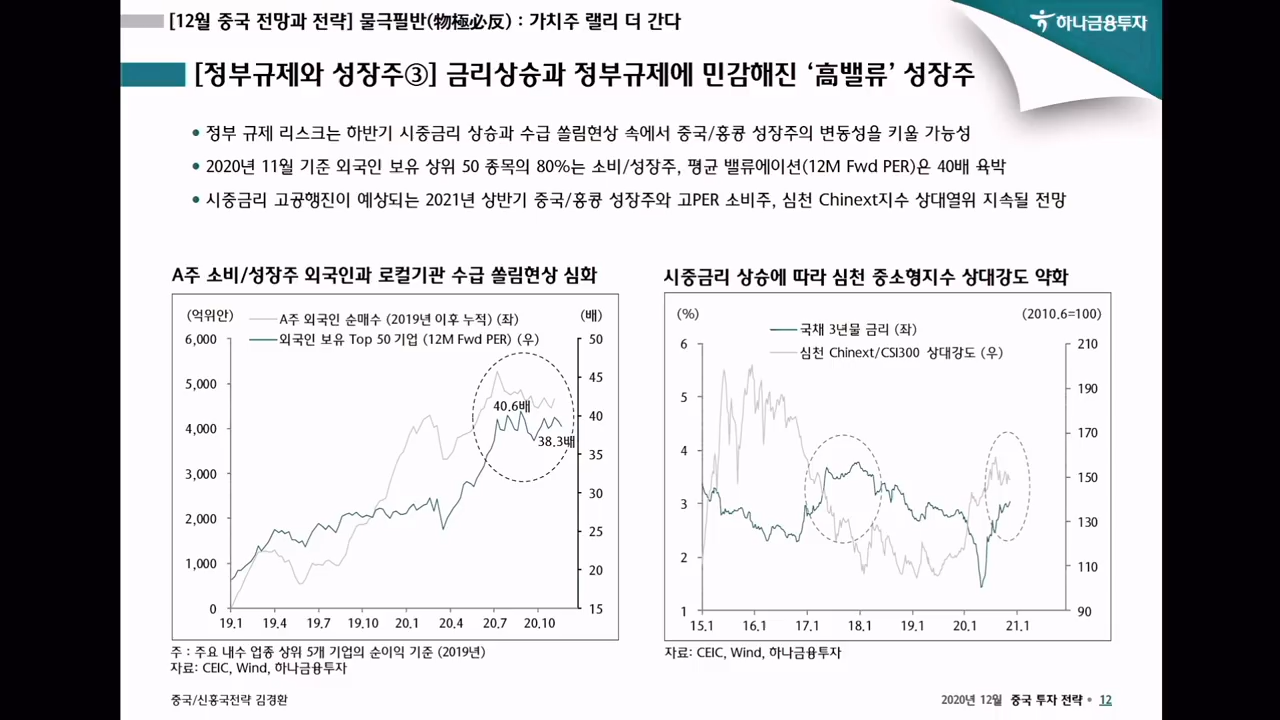 [12월 중국 전망과 전략] 물극필반(物極必反) : 가치주 랠리 더 간다
하나금융투자
[정부규제와 성장주③] 금리상승과 정부규제에 민감해진 ‘高밸류’ 성장주
• 정부 규제 리스크는 하반기 시중금리 상승과 수급 쏠림현상 속에서 중국/홍콩 성장주의 변동성을 키울 가능성
• 2020년 11월 기준 외국인 보유 상위 50 종목의 80%는 소비/성장주, 평균 밸류에이션(12M Fwd PER)은 40배 육박
• 시중금리 고공행진이 예상되는 2021년 상반기 중국/홍콩 성장주와 고PER 소비주, 심천 Chinext지수 상대열위 지속될 전망
A주 소비/성장주 외국인과 로컬기관 수급 쏠림현상 심화
(억위안)
(배)
A주 외국인 순매수 (2019년 이후 누적) (좌)
외국인 보유 Top 50 기업 (12M Fwd PER) (우)
6,000
5,000
4,000
3,000
2,000
1,000
0
50
45
40
35
30
25
20
15
40.6배
38.3배
19.1 19.4 19.7 19.10 20.1 20.4 20.7 20.10
주 : 주요 내수 업종 상위 5개 기업의 순이익 기준 (2019년)
자료: CEIC, Wind, 하나금융투자
시중금리 상승에 따라 심천 중소형지수 상대강도 약화
(%)
(2010.6=100)
국채 3년물 금리 (좌)
심천 Chinext/CSI300 상대강도 (우)
6
5
4
3
2
1
210
190
170
150
130
110
90
15.1 16.1 17.1 18.1 19.1 20.1 21.1
자료: CEIC, Wind, 하나금융투자
중국/신흥국전략 김경환
2020년 12월 중국 투자 전략 • 12